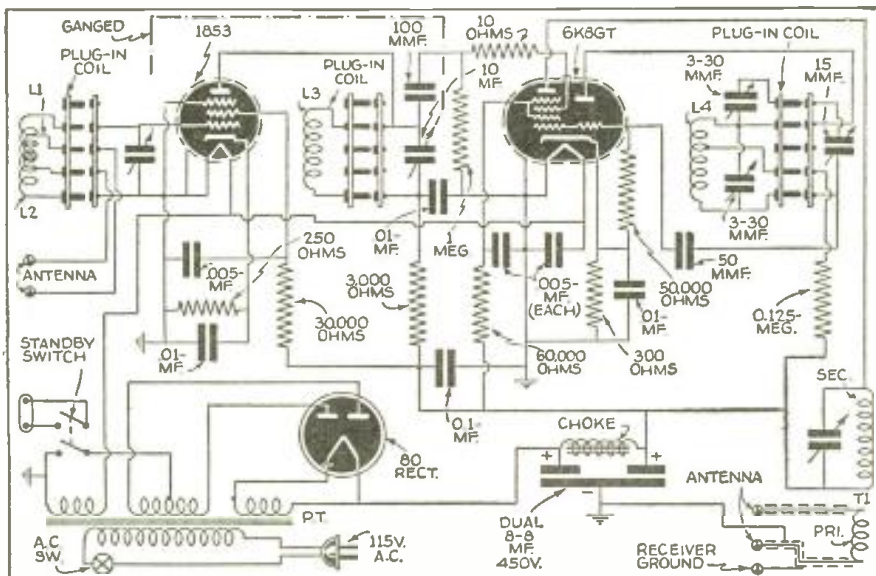 GANGED
1853
PLUG-IN
COIL
L1
L2
ANTENNA
100
MMF.
PLUG-IN
COIL
L3
10
OHMS
10
MF.
6K8GT
PLUG-IN COIL
3-30
MMF.
15
MMF.
L4
3-30
MMF.
.005-
MF.
250
OHMS
.01-
MF.
30,000
OHMS
.01-
MF.
1
MEG.
3,000
OHMS
.005-
MF.
(EACH)
60,000
OHMS
300
OHMS
50,000
OHMS
.01-
MF.
50
MMF.
0.125-
MEG.
0.1-
MF.
STANDBY
SWITCH
80
RECT.
CHOKE
+
+
-
DUAL
8-8
MF.
450V.
SEC.
ANTENNA
T1
PRI.
RECEIVER
GROUND
P.T.
A.C.
SW.
115V.
A.C.